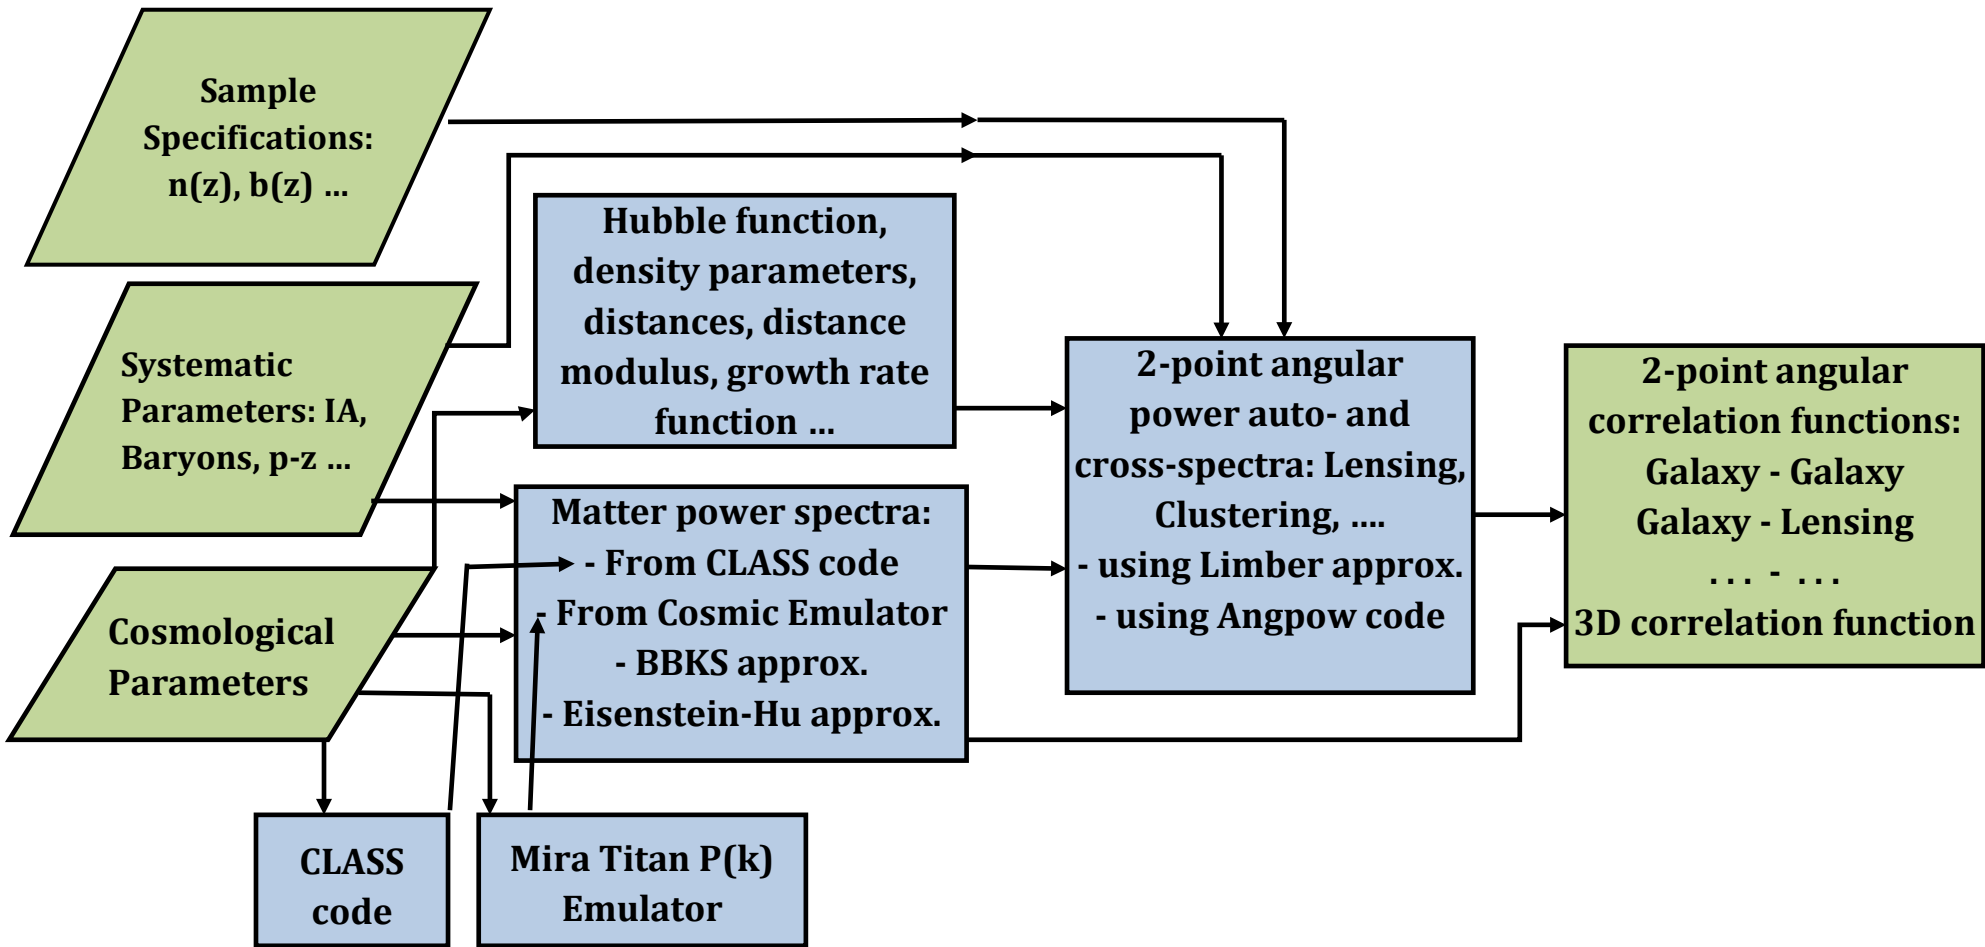 Sample
Specifications:
n(z), b(z) ...
Systematic
Parameters: IA,
Baryons, p-z ...
Cosmological
Parameters
Hubble function,
density parameters,
distances, distance
modulus, growth rate
function ...
Matter power spectra:
- From CLASS code
- From Cosmic Emulator
- BBKS approx.
- Eisenstein-Hu approx.
CLASS
code
Mira Titan P(k)
Emulator
2-point angular
power auto- and
cross-spectra: Lensing,
Clustering, ....
- using Limber approx.
- using Angpow code
2-point angular
correlation functions:
Galaxy - Galaxy
Galaxy - Lensing
. . . - . . .
3D correlation function